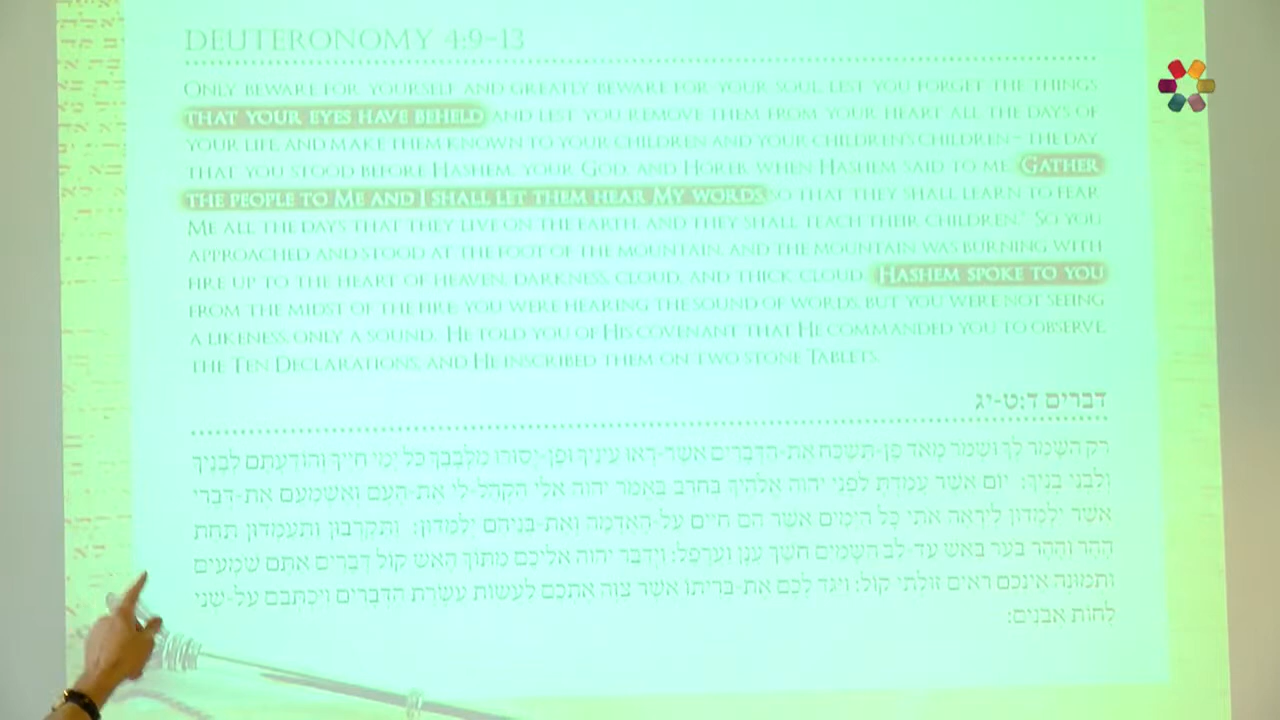 DEUTERONOMY 4:9-13
ONLY BEWARE FOR YOURSELF AND GREATLY BEWARE FOR YOUR SOUL, LEST YOU FORGET THE THINGS
THAT YOUR EYES HAVE BEHELD AND LEST YOU REMOVE THEM FROM YOUR HEART ALL THE DAYS OF
YOUR LIFE, AND MAKE THEM KNOWN TO YOUR CHILDREN AND YOUR CHILDREN'S CHILDREN – THE DAY
THAT YOU STOOD BEFORE HASHEM, YOUR GOD, AND HOREB, WHEN HASHEM SAID TO ME, GATHER
THE PEOPLE TO ME AND I SHALL LET THEM HEAR MY WORDS, SO THAT THEY SHALL LEARN TO FEAR
ME ALL THE DAYS THAT THEY LIVE ON THE EARTH, AND THEY SHALL TEACH THEIR CHILDREN." SO YOU
APPROACHED AND STOOD AT THE FOOT OF THE MOUNTAIN, AND THE MOUNTAIN WAS BURNING WITH
FIRE UP TO THE HEART OF HEAVEN, DARKNESS, CLOUD, AND THICK CLOUD. HASHEM SPOKE TO YOU
FROM THE MIDST OF THE FIRE; YOU WERE HEARING THE SOUND OF WORDS, BUT YOU WERE NOT SEEING
A LIKENESS, ONLY A SOUND. HE TOLD YOU OF HIS COVENANT THAT HE COMMANDED YOU TO OBSERVE,
THE TEN DECLARATIONS, AND HE INSCRIBED THEM ON TWO STONE TABLETS.
דברים ד:ט-יג
רק השמר לך ושמר מאד פן-תשכח את-הדברים אשר-ראו עיניך ופן-יסורו מלבבך כל ימי חייך והודעתם לבניך
ולבני בניך: יום אשר עמדת לפני יהוה אלהיך בחרב באמר יהוה אלי הקהל-לי את-העם ואשמעם את-דברי
אשר ילמדון ליראה אתי כל הימים אשר הם חיים על-האדמה ואת-בניהם ילמדון: ותקרבון ותעמדון תחת
ההר וההר בער באש עד-לב השמים חשך ענן וערפל: וידבר יהוה אליכם מתוך האש קול דברים אתם שמעים
ותמונה אינכם ראים זולתי קול: ויגד לכם את-בריתו אשר צוה אתכם לעשות עשרת הדברים ויכתבם על-שני
לחות אבנים: